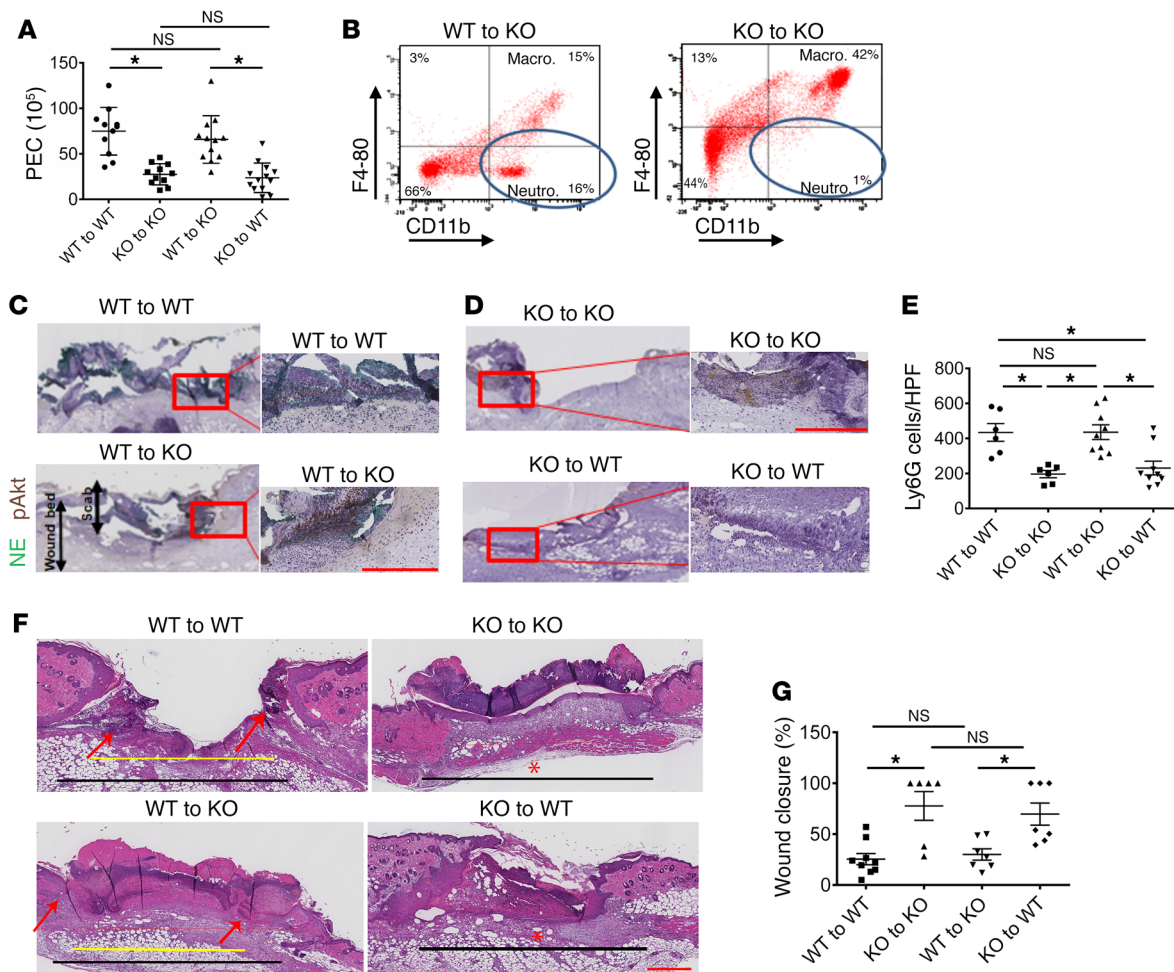 A
NS
NS
*
*
150
100
50
0
PEC (10⁵)
WT to WT
KO to KO
WT to KO
KO to WT
B
WT to KO
3%
Macro. 15%
66%
Neutro. 16%
F4-80
CD11b
KO to KO
13%
Macro. 42%
44%
Neutro. 1%
F4-80
CD11b
C
WT to WT
WT to WT
WT to KO
WT to KO
Wound bed
Scab
NE pAkt
D
KO to KO
KO to KO
KO to WT
KO to WT
E
*
NS
*
*
*
800
600
400
200
0
Ly6G cells/HPF
WT to WT
KO to KO
WT to KO
KO to WT
F
WT to WT
KO to KO
*
WT to KO
KO to WT
*
G
NS
NS
*
*
150
100
50
0
Wound closure (%)
WT to WT
KO to KO
WT to KO
KO to WT